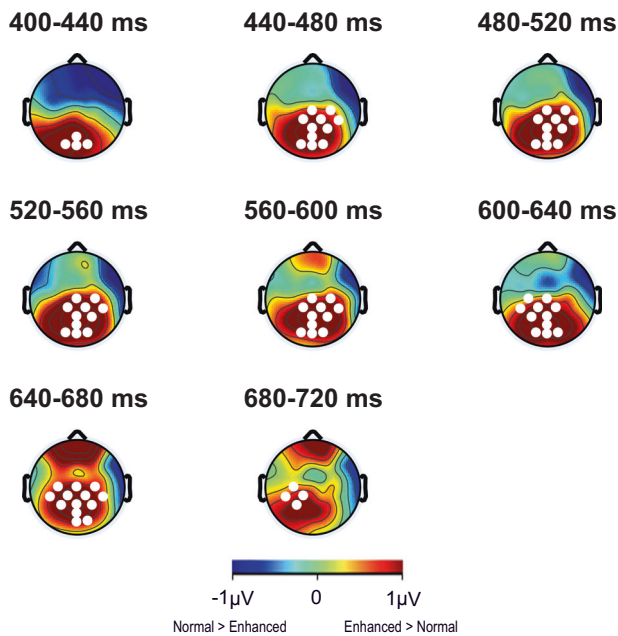 400-440 ms 440-480 ms 480-520 ms
520-560 ms 560-600 ms 600-640 ms
640-680 ms 680-720 ms
-1µV 0 1µV
Normal > Enhanced Enhanced > Normal